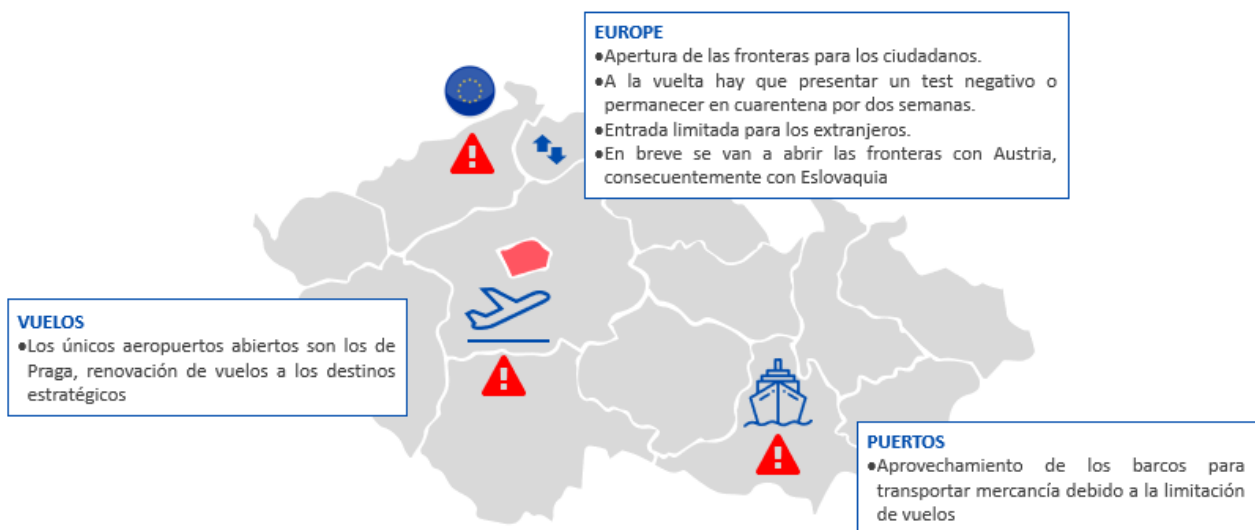 EUROPE
•Apertura de las fronteras para los ciudadanos.
•A la vuelta hay que presentar un test negativo o
permanecer en cuarentena por dos semanas.
•Entrada limitada para los extranjeros.
•En breve se van a abrir las fronteras con Austria,
consecuentemente con Eslovaquia
VUELOS
•Los únicos aeropuertos abiertos son los de
Praga, renovación de vuelos a los destinos
estratégicos
PUERTOS
•Aprovechamiento de los barcos para
transportar mercancía debido a la limitación
de vuelos